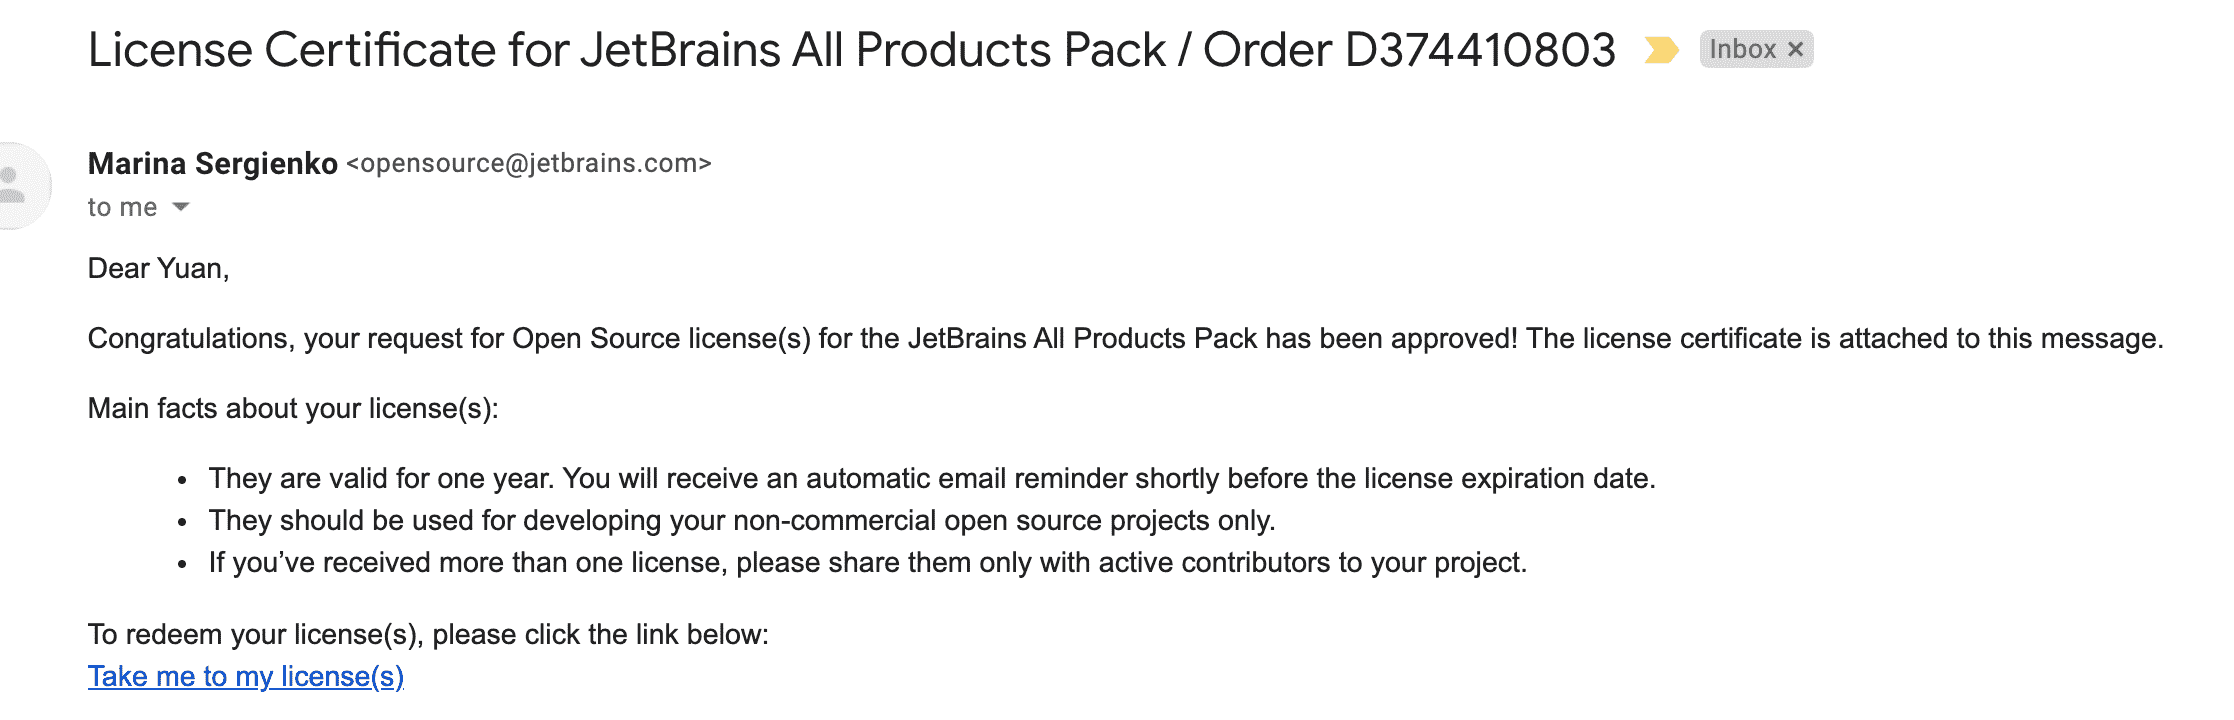 License Certificate for JetBrains All Products Pack / Order D374410803 Inbox ×
Marina Sergienko <opensource@jetbrains.com>
to me
Dear Yuan,
Congratulations, your request for Open Source license(s) for the JetBrains All Products Pack has been approved! The license certificate is attached to this message.
Main facts about your license(s):
• They are valid for one year. You will receive an automatic email reminder shortly before the license expiration date.
• They should be used for developing your non-commercial open source projects only.
• If you’ve received more than one license, please share them only with active contributors to your project.
To redeem your license(s), please click the link below:
Take me to my license(s)